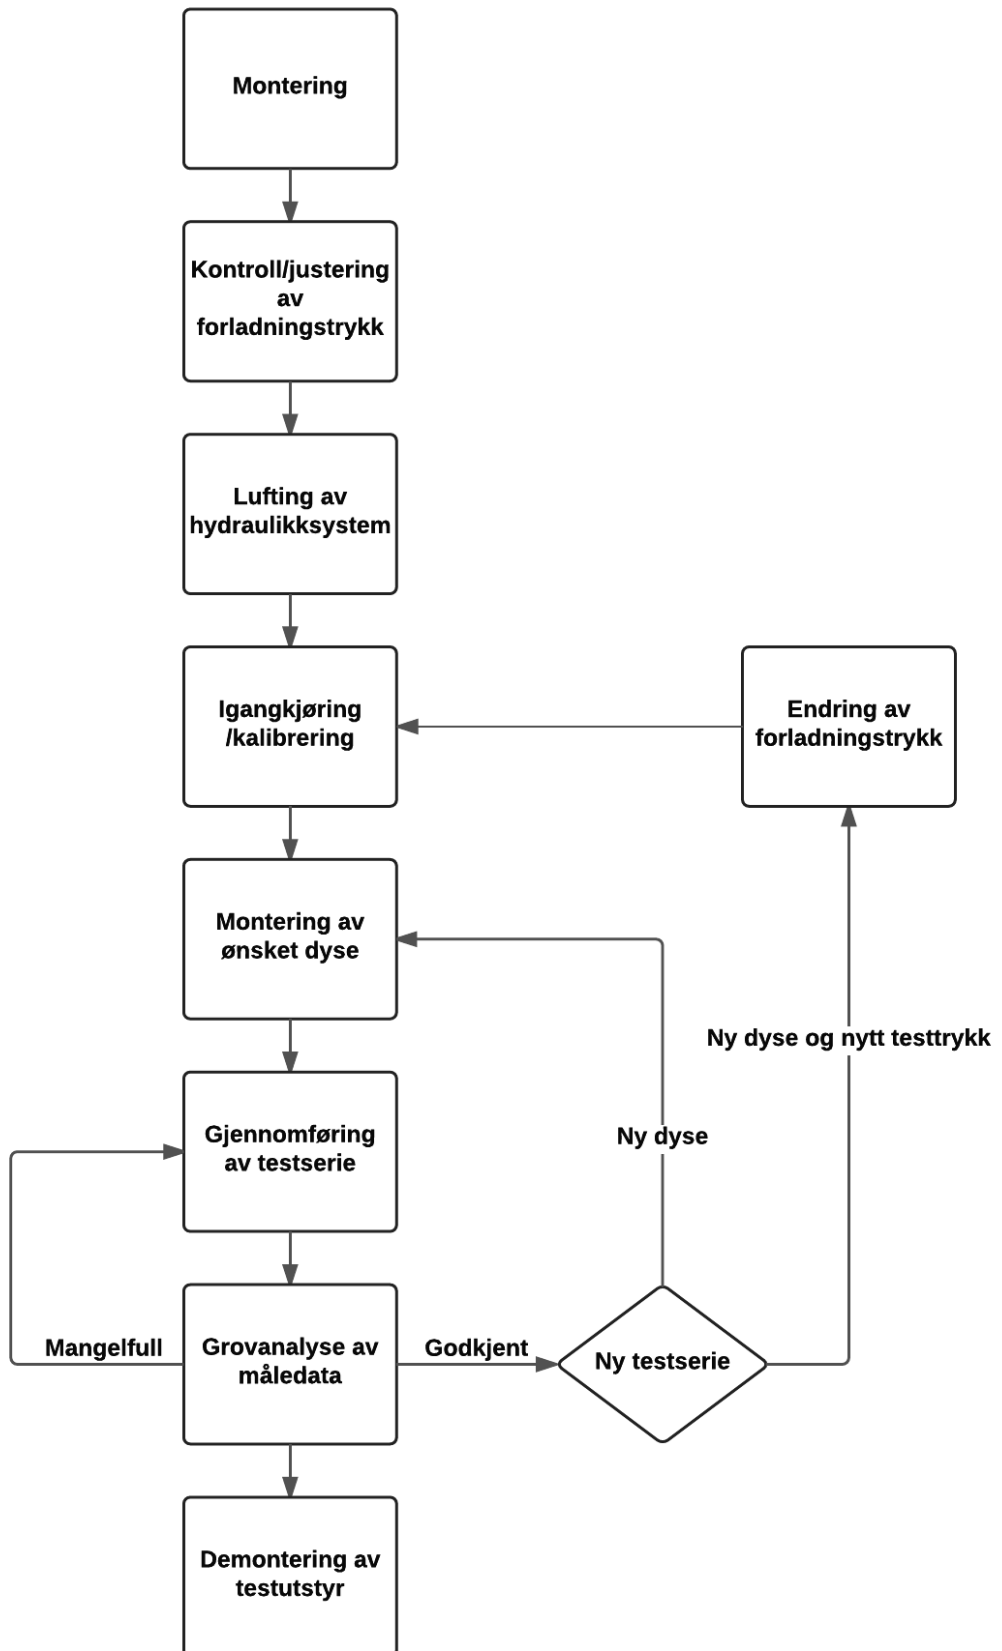 Montering
Kontroll/justering
av
forladningstrykk
Lufting av
hydraulikksystem
Igangkjøring
/kalibrering
Endring av
forladningstrykk
Montering av
ønsket dyse
Ny dyse og nytt testtrykk
Gjennomføring
av testserie
Ny dyse
Mangelfull
Grovanalyse av
måledata
Godkjent
Ny testserie
Demontering av
testutstyr